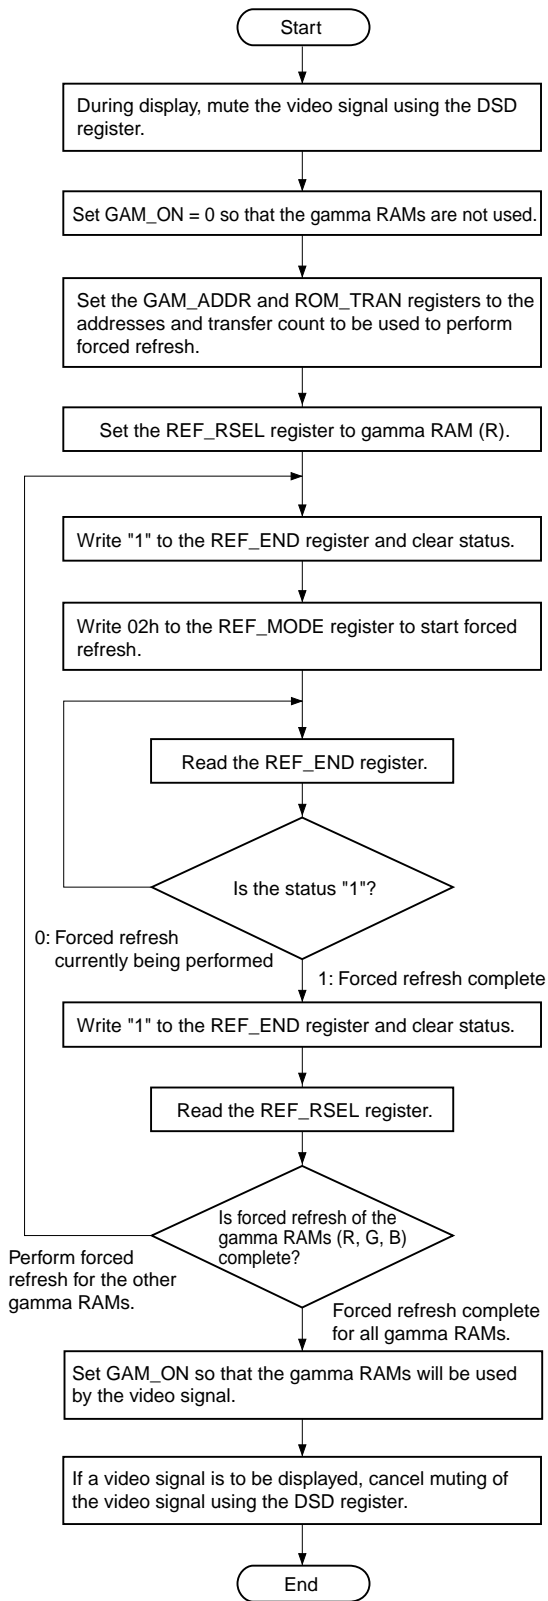 Start
During display, mute the video signal using the DSD
register.
Set GAM_ON = 0 so that the gamma RAMs are not used.
Set the GAM_ADDR and ROM_TRAN registers to the
addresses and transfer count to be used to perform
forced refresh.
Set the REF_RSEL register to gamma RAM (R).
Write "1" to the REF_END register and clear status.
Write 02h to the REF_MODE register to start forced
refresh.
Read the REF_END register.
Is the status "1"?
0: Forced refresh
currently being performed
1: Forced refresh complete
Write "1" to the REF_END register and clear status.
Read the REF_RSEL register.
Is forced refresh of the
gamma RAMs (R, G, B)
complete?
Perform forced
refresh for the other
gamma RAMs.
Forced refresh complete
for all gamma RAMs.
Set GAM_ON so that the gamma RAMs will be used
by the video signal.
If a video signal is to be displayed, cancel muting of
the video signal using the DSD register.
End